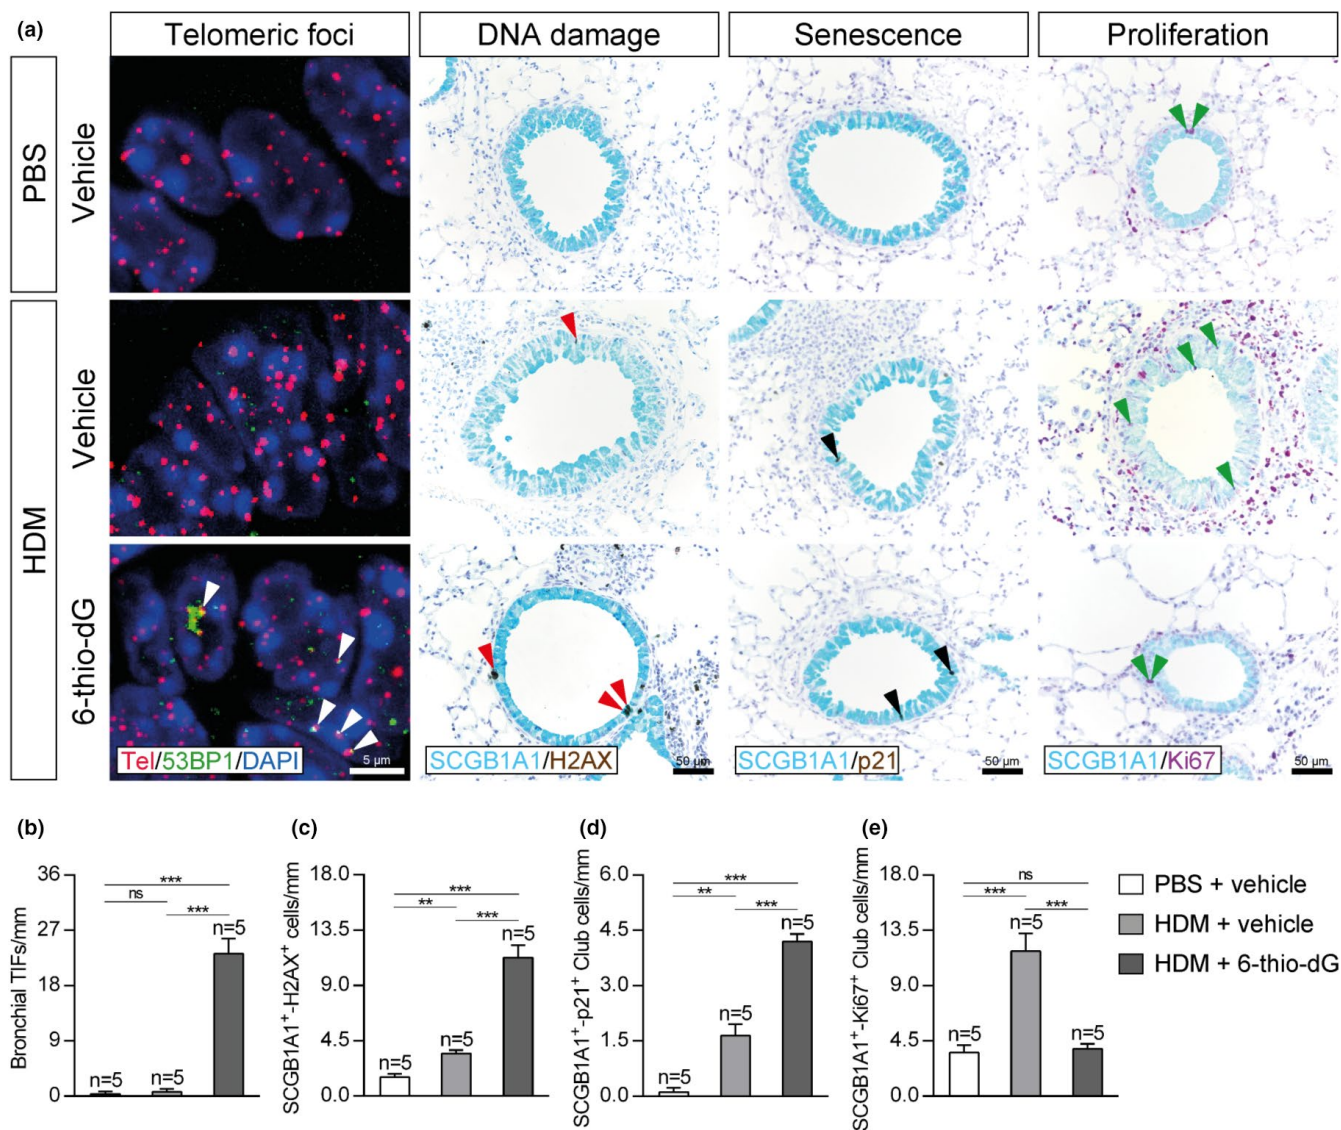 (a)
Telomeric foci
DNA damage
Senescence
Proliferation
PBS
Vehicle
HDM
Vehicle
6-thio-dG
Tel/53BP1/DAPI
5 µm
SCGB1A1/H2AX
50 µm
SCGB1A1/p21
50 µm
SCGB1A1/Ki67
50 µm
(b)
Bronchial TIFs/mm
36
27
18
9
0
***
ns
***
n=5
n=5
n=5
(c)
SCGB1A1⁺-H2AX⁺ cells/mm
18.0
13.5
9.0
4.5
0.0
***
**
***
n=5
n=5
n=5
(d)
SCGB1A1⁺-p21⁺ Club cells/mm
6.0
4.5
3.0
1.5
0.0
***
**
***
n=5
n=5
n=5
(e)
SCGB1A1⁺-Ki67⁺ Club cells/mm
18.0
13.5
9.0
4.5
0.0
ns
***
***
n=5
n=5
n=5
PBS + vehicle
HDM + vehicle
HDM + 6-thio-dG